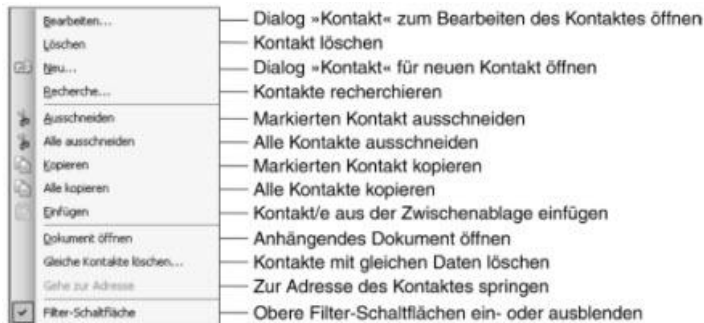 Bearbeiten... Dialog »Kontakt« zum Bearbeiten des Kontaktes öffnen
Löschen Kontakt löschen
Neu... Dialog »Kontakt« für neuen Kontakt öffnen
Recherche... Kontakte recherchieren
Ausschneiden Markierten Kontakt ausschneiden
Alle ausschneiden Alle Kontakte ausschneiden
Kopieren Markierten Kontakt kopieren
Alle kopieren Alle Kontakte kopieren
Einfügen Kontakt/e aus der Zwischenablage einfügen
Dokument öffnen Anhängendes Dokument öffnen
Gleiche Kontakte löschen... Kontakte mit gleichen Daten löschen
Gehe zur Adresse Zur Adresse des Kontaktes springen
Filter-Schaltfläche Obere Filter-Schaltflächen ein- oder ausblenden